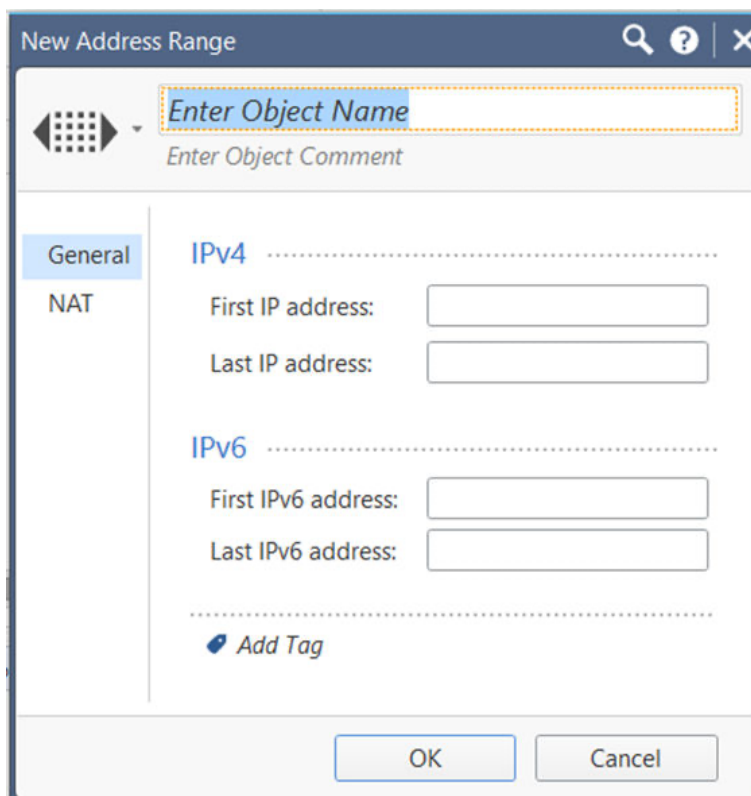 New Address Range
Enter Object Name
Enter Object Comment
General
NAT
IPv4
First IP address:
Last IP address:
IPv6
First IPv6 address:
Last IPv6 address:
Add Tag
OK Cancel